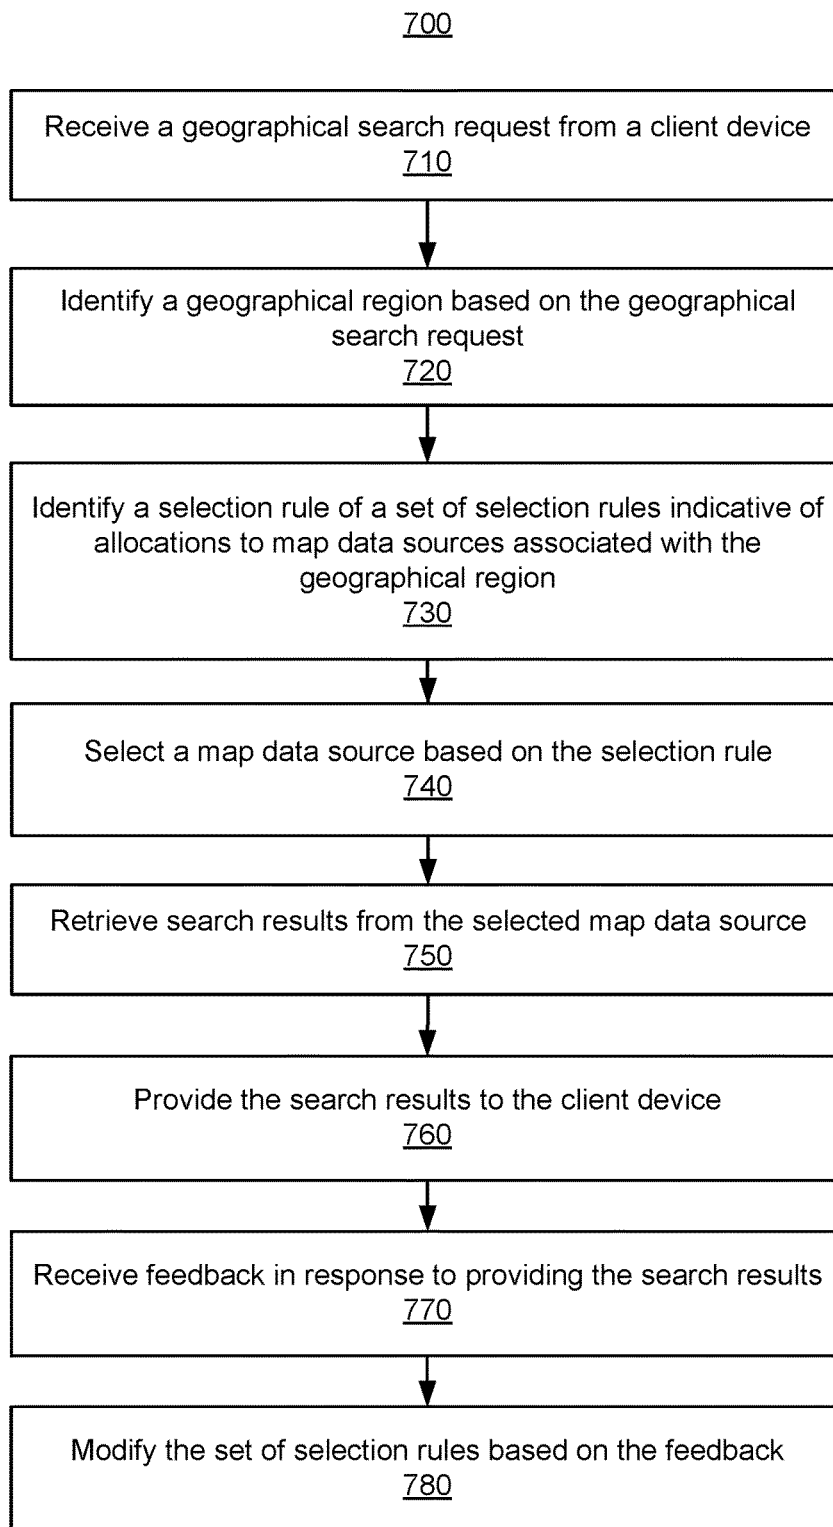 700
Receive a geographical search request from a client device
710
Identify a geographical region based on the geographical
search request
720
Identify a selection rule of a set of selection rules indicative of
allocations to map data sources associated with the
geographical region
730
Select a map data source based on the selection rule
740
Retrieve search results from the selected map data source
750
Provide the search results to the client device
760
Receive feedback in response to providing the search results
770
Modify the set of selection rules based on the feedback
780